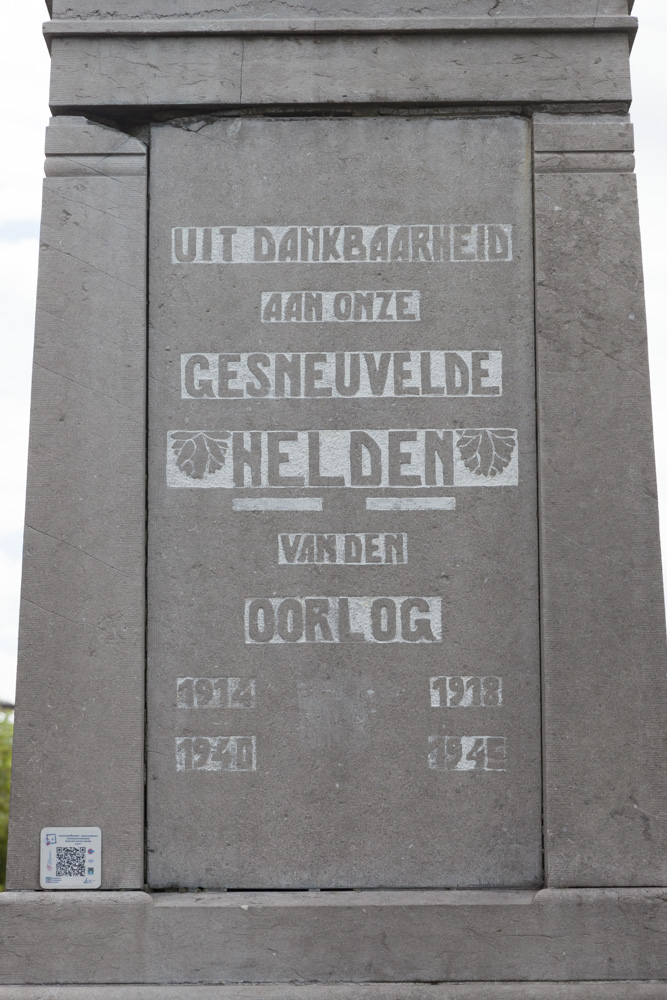 UIT DANKBAARHEID
AAN ONZE
GESNEUVELDE
HELDEN
VAN DEN
OORLOG
1914 1918
1940 1945